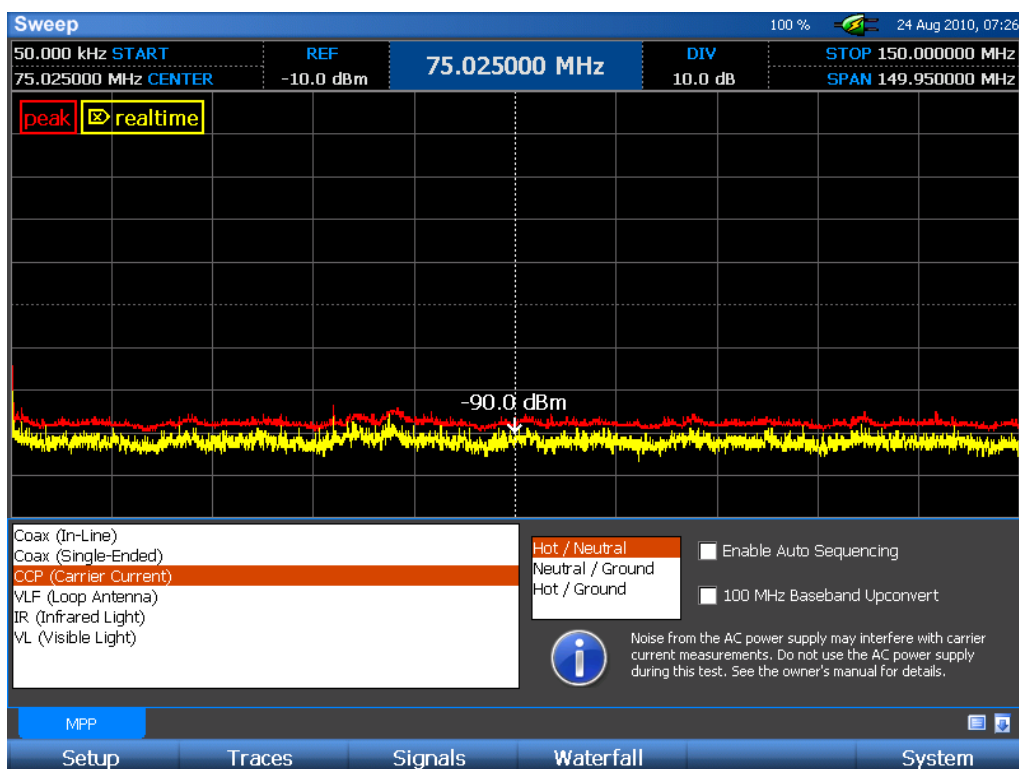 Sweep 100 % 24 Aug 2010, 07:26
50.000 kHz START REF 75.025000 MHz DIV STOP 150.000000 MHz
75.025000 MHz CENTER -10.0 dBm 10.0 dB SPAN 149.950000 MHz
peak realtime
-90.0 dBm
Coax (In-Line)
Coax (Single-Ended)
CCP (Carrier Current)
VLF (Loop Antenna)
IR (Infrared Light)
VL (Visible Light)
Hot / Neutral
Neutral / Ground
Hot / Ground
Enable Auto Sequencing
100 MHz Baseband Upconvert
Noise from the AC power supply may interfere with carrier
current measurements. Do not use the AC power supply
during this test. See the owner's manual for details.
MPP
Setup Traces Signals Waterfall System